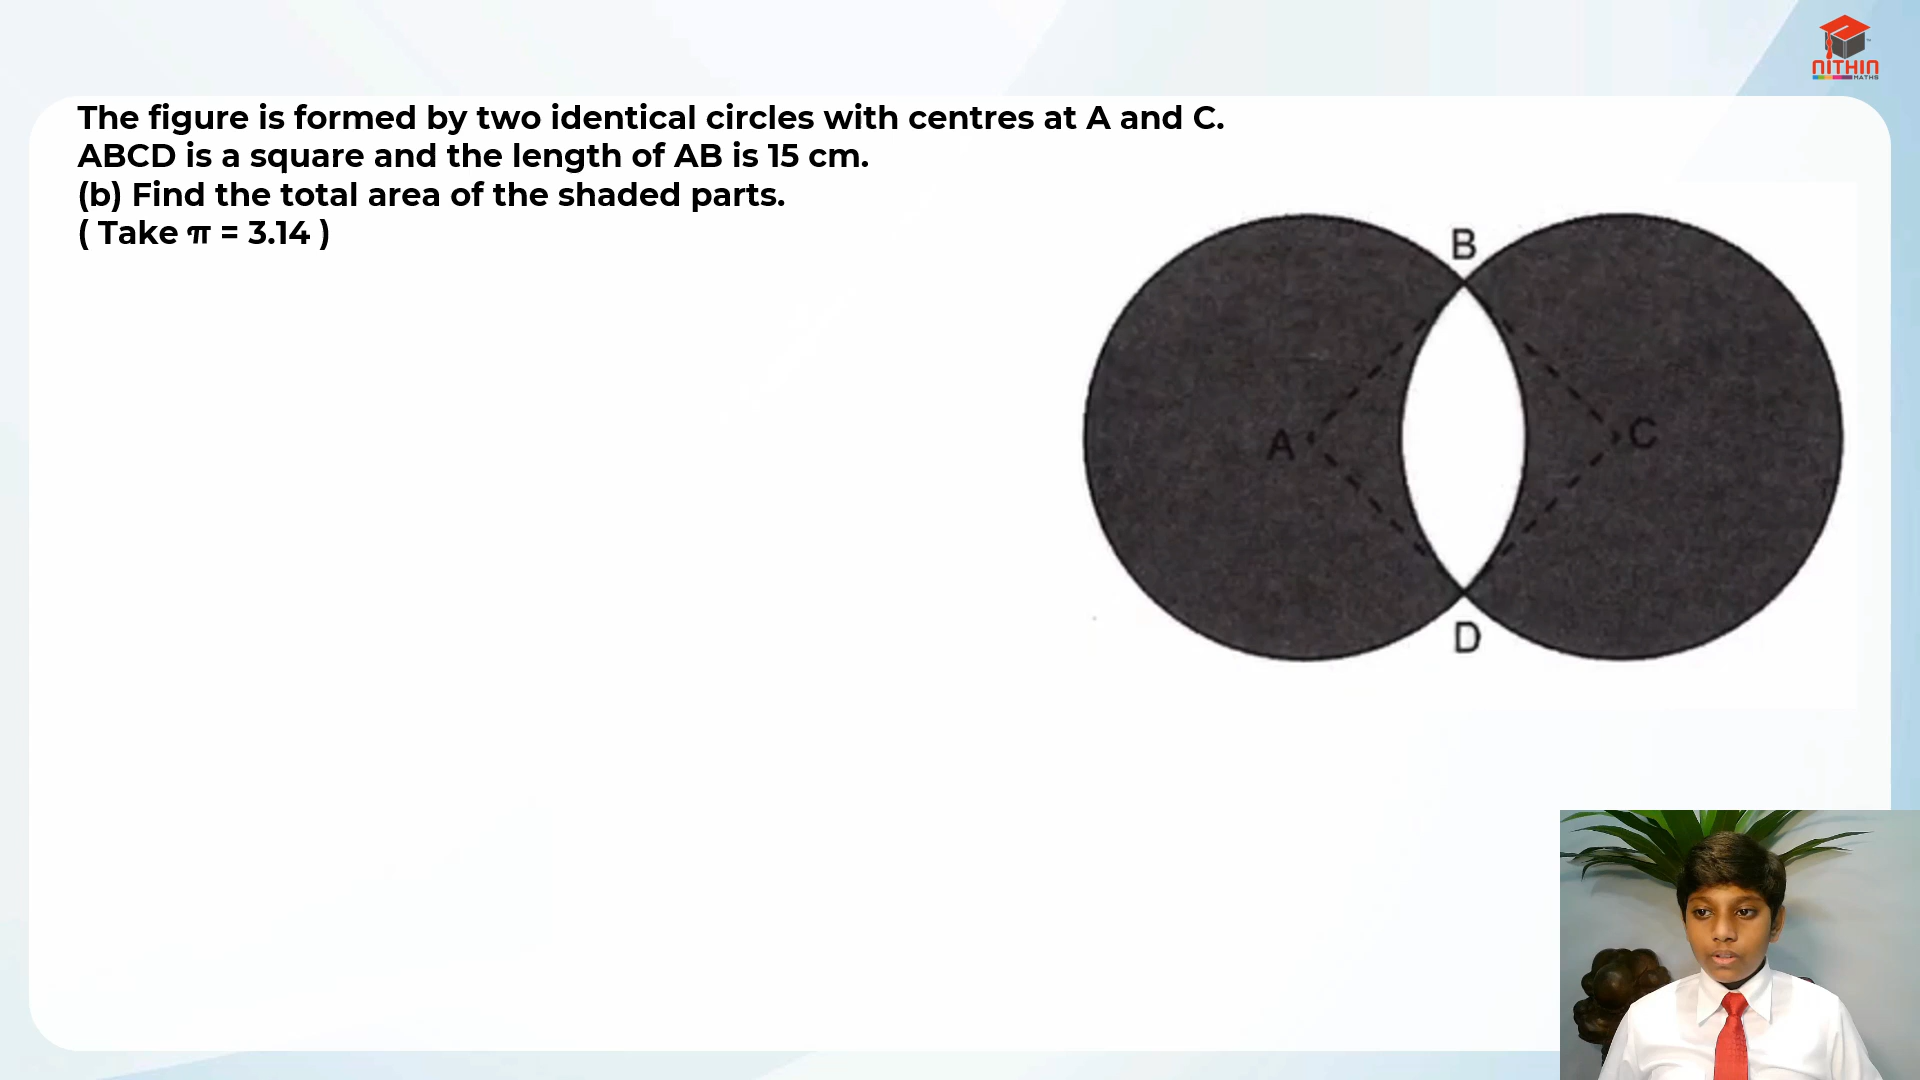 NITHIN
MATHS
The figure is formed by two identical circles with centres at A and C.
ABCD is a square and the length of AB is 15 cm.
(b) Find the total area of the shaded parts.
( Take π = 3.14 )
B
A
C
D